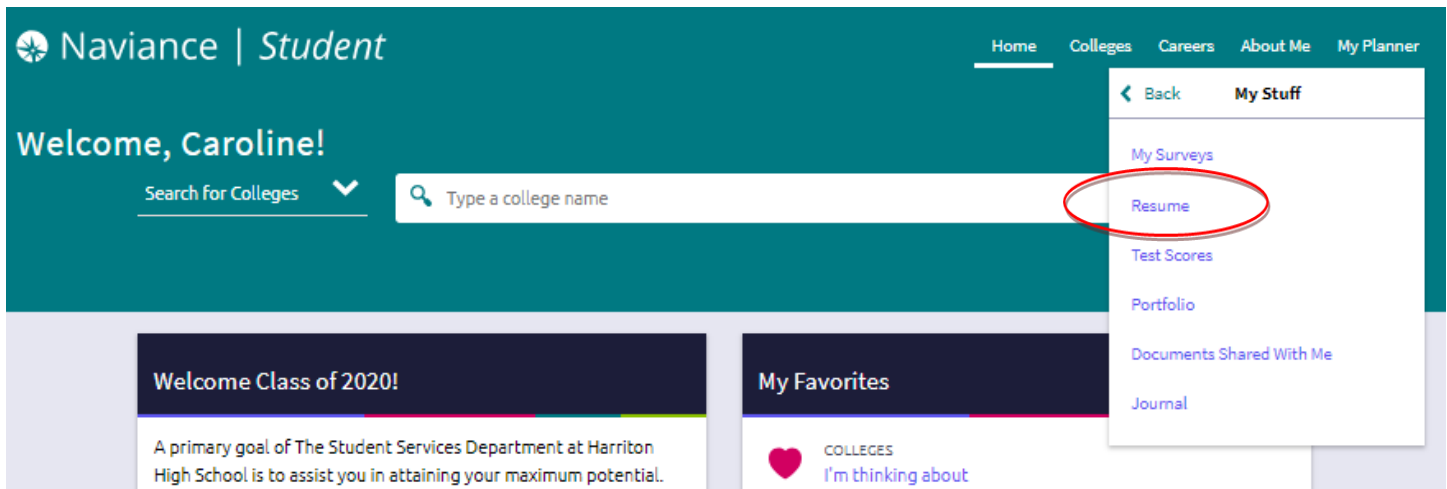 Naviance | Student
Home Colleges Careers About Me My Planner
Back My Stuff
My Surveys
Resume
Test Scores
Portfolio
Documents Shared With Me
Journal
Welcome, Caroline!
Search for Colleges
Type a college name
Welcome Class of 2020!
A primary goal of The Student Services Department at Harriton
High School is to assist you in attaining your maximum potential.
My Favorites
COLLEGES
I'm thinking about